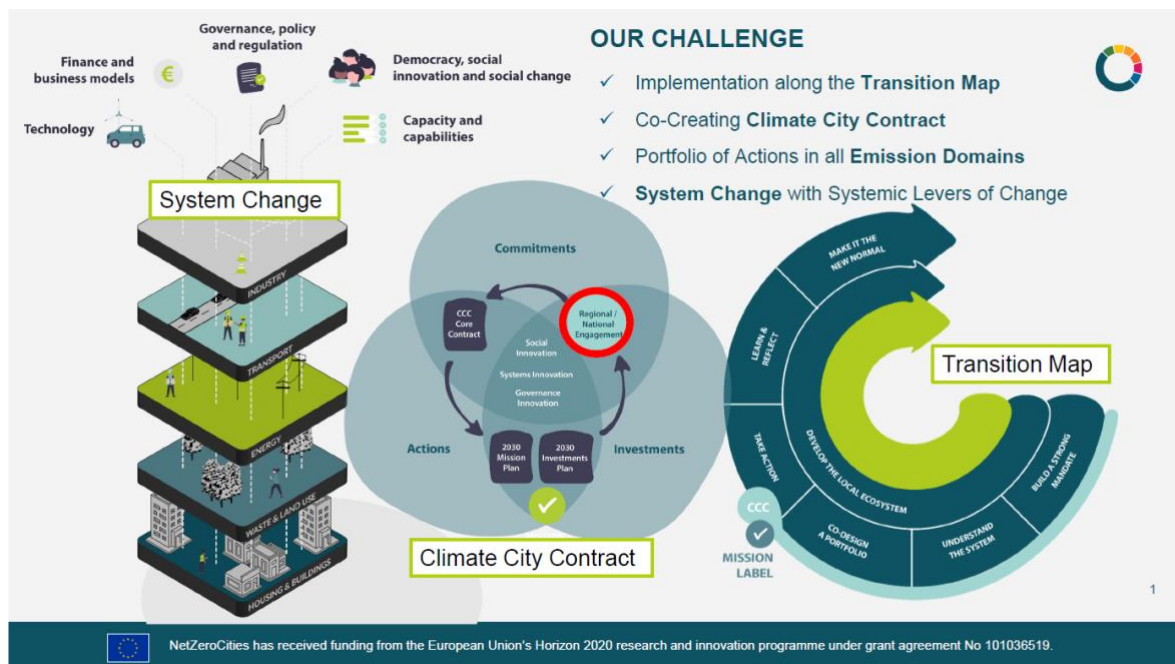 Governance, policy
and regulation
Finance and
business models
Democracy, social
innovation and social change
Technology
Capacity and
capabilities
System Change
INDUSTRY
TRANSPORT
ENERGY
WASTE & LAND USE
HOUSING & BUILDINGS
OUR CHALLENGE
✓ Implementation along the Transition Map
✓ Co-Creating Climate City Contract
✓ Portfolio of Actions in all Emission Domains
✓ System Change with Systemic Levers of Change
Commitments
CCC
Core
Contract
Regional /
National
Engagement
Social
Innovation
Systems Innovation
Governance
Innovation
Actions
2030
Mission
Plan
2030
Investments
Plan
Investments
Climate City Contract
MAKE IT THE
NEW NORMAL
LEARN &
REFLECT
TAKE ACTION
DEVELOP THE LOCAL ECOSYSTEM
CO-DESIGN
A PORTFOLIO
UNDERSTAND
THE SYSTEM
BUILD A STRONG
MANDATE
Transition Map
CCC
MISSION
LABEL
1
NetZeroCities has received funding from the European Union's Horizon 2020 research and innovation programme under grant agreement No 101036519.